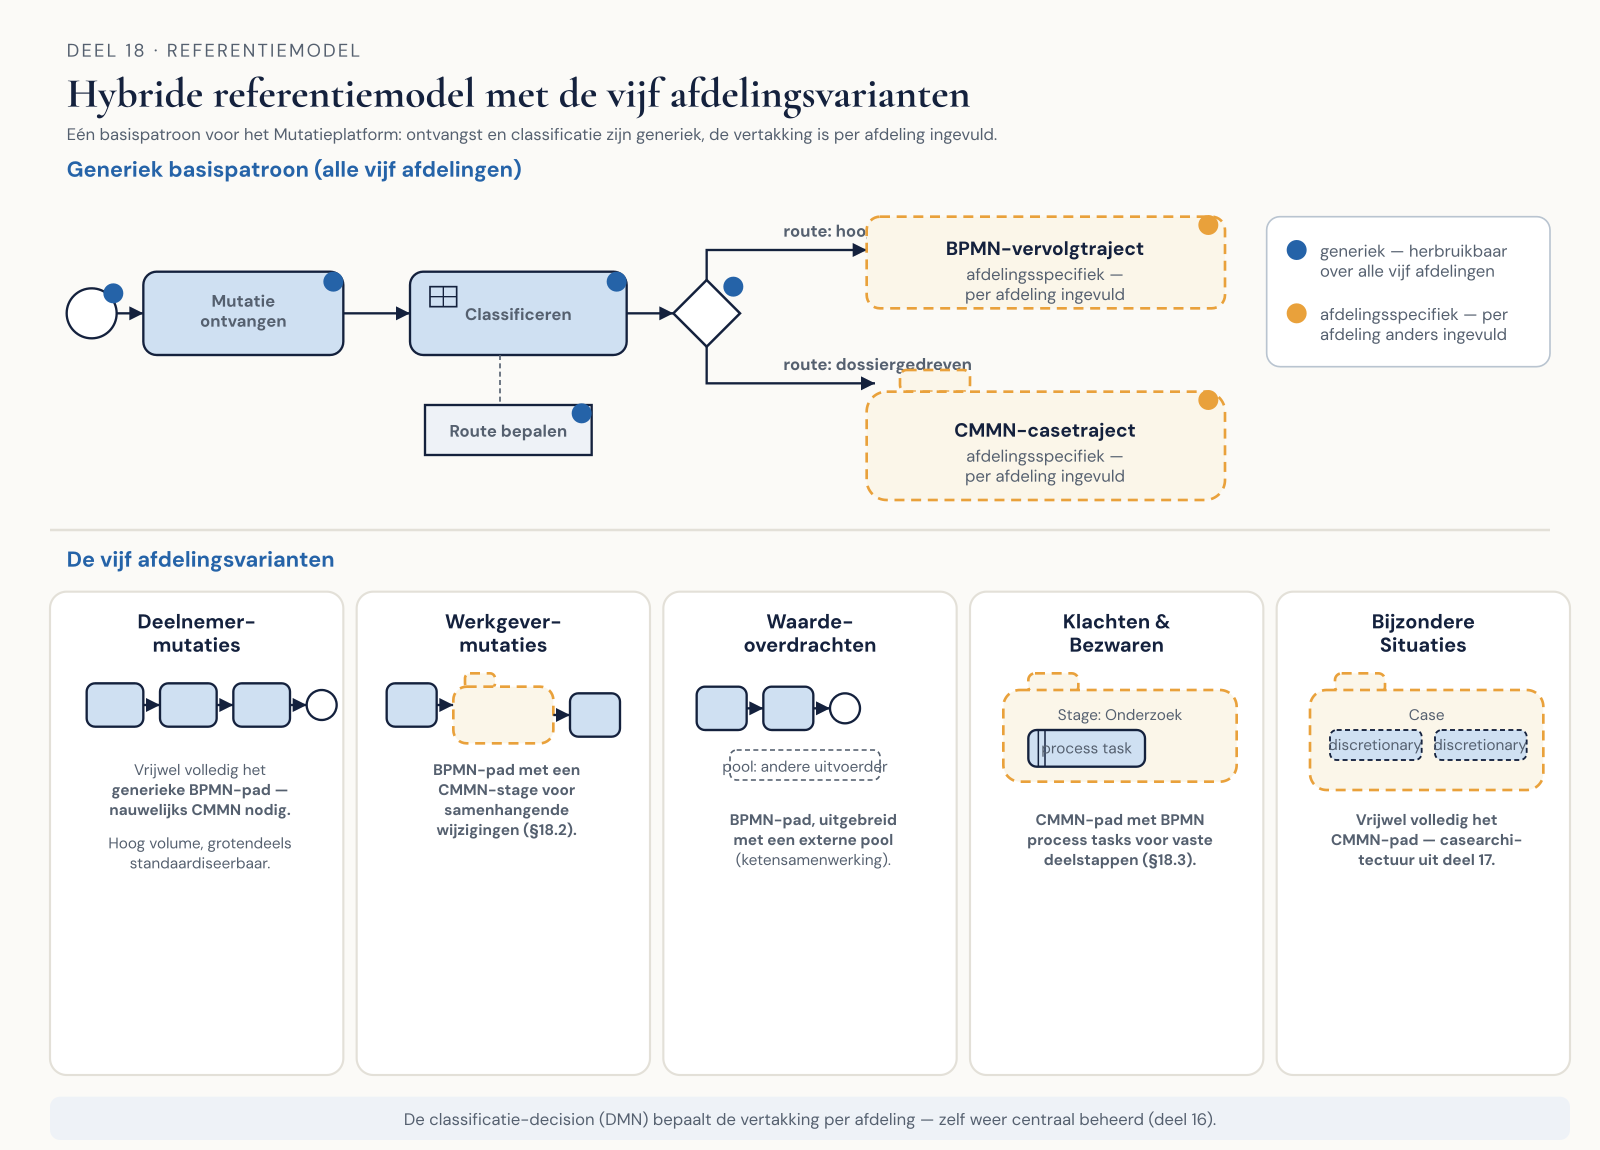 DEEL 18 · REFERENTIEMODEL
Hybride referentiemodel met de vijf afdelingsvarianten
Eén basispatroon voor het Mutatieplatform: ontvangst en classificatie zijn generiek, de vertakking is per afdeling ingevuld.
Generiek basispatroon (alle vijf afdelingen)
Mutatie
ontvangen
Classificeren
Route bepalen
route: hoo
BPMN-vervolgtraject
afdelingsspecifiek —
per afdeling ingevuld
route: dossiergedreven
CMMN-casetraject
afdelingsspecifiek —
per afdeling ingevuld
generiek — herbruikbaar
over alle vijf afdelingen
afdelingsspecifiek — per
afdeling anders ingevuld
De vijf afdelingsvarianten
Deelnemer-
mutaties
Vrijwel volledig het
generieke BPMN-pad —
nauwelijks CMMN nodig.
Hoog volume, grotendeels
standaardiseerbaar.
Werkgever-
mutaties
BPMN-pad met een
CMMN-stage voor
samenhangende
wijzigingen (§18.2).
Waarde-
overdrachten
pool: andere uitvoerder
BPMN-pad, uitgebreid
met een externe pool
(ketensamenwerking).
Klachten &
Bezwaren
Stage: Onderzoek
process task
CMMN-pad met BPMN
process tasks voor vaste
deelstappen (§18.3).
Bijzondere
Situaties
Case
discretionary
discretionary
Vrijwel volledig het
CMMN-pad — casearchi-
tectuur uit deel 17.
De classificatie-decision (DMN) bepaalt de vertakking per afdeling — zelf weer centraal beheerd (deel 16).